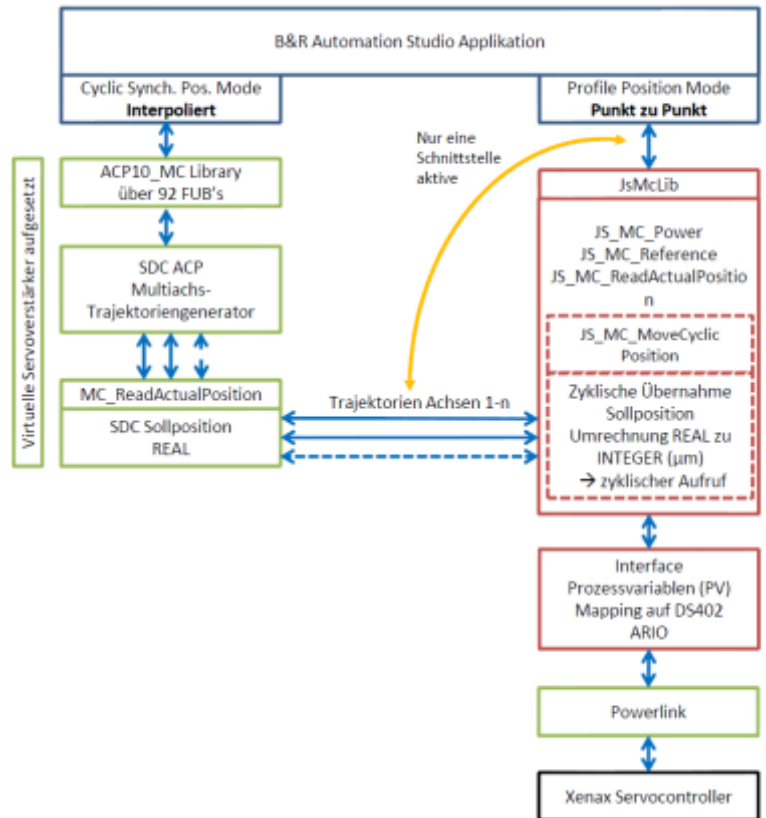 B&R Automation Studio Applikation
Cyclic Synch. Pos. Mode
Interpoliert
Profile Position Mode
Punkt zu Punkt
Nur eine
Schnittstelle
aktive
Virtuelle Servoverstärker aufgesetzt
ACP10_MC Library
über 92 FUB's
SDC ACP
Multiachs-
Trajektoriengenerator
MC_ReadActualPosition
SDC Sollposition
REAL
Trajektorien Achsen 1-n
JsMcLib
JS_MC_Power
JS_MC_Reference
JS_MC_ReadActualPositio
n
JS_MC_MoveCyclic
Position
Zyklische Übernahme
Sollposition
Umrechnung REAL zu
INTEGER (µm)
→ zyklischer Aufruf
Interface
Prozessvariablen (PV)
Mapping auf DS402
ARIO
Powerlink
Xenax Servocontroller